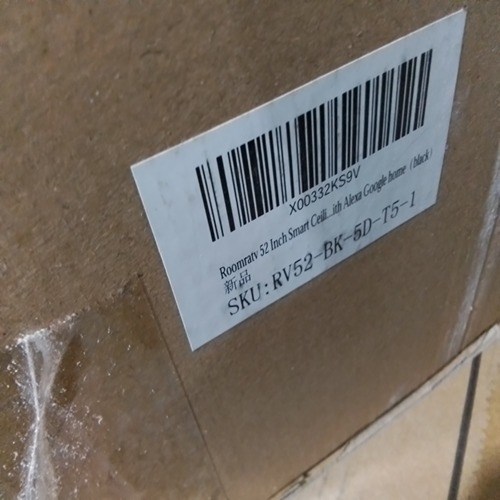 X00332KS9V
Roomratv 52 Inch Smart Ceili...ith Alexa Google home（black）
新品
SKU:RV52-BK-5D-T5-1